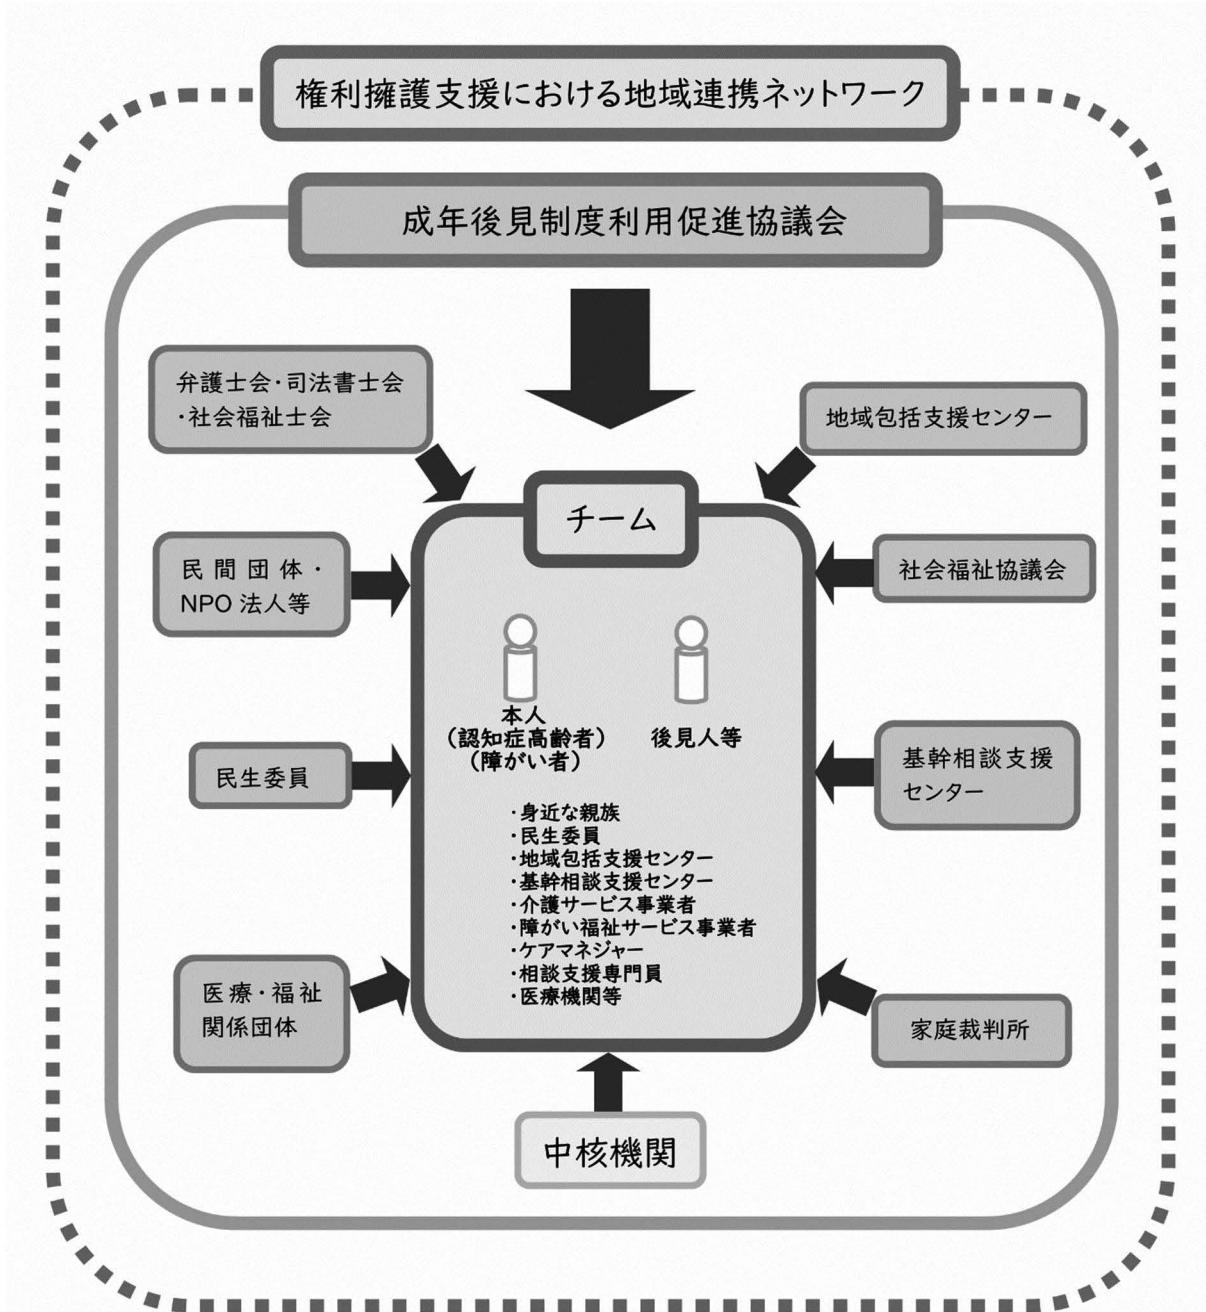 権利擁護支援における地域連携ネットワーク
成年後見制度利用促進協議会
弁護士会・司法書士会
・社会福祉士会
地域包括支援センター
チーム
民間団体・
NPO 法人等
社会福祉協議会
本人
(認知症高齢者)
(障がい者)
後見人等
民生委員
基幹相談支援
センター
・身近な親族
・民生委員
・地域包括支援センター
・基幹相談支援センター
・介護サービス事業者
・障がい福祉サービス事業者
・ケアマネジャー
・相談支援専門員
・医療機関等
医療・福祉
関係団体
家庭裁判所
中核機関